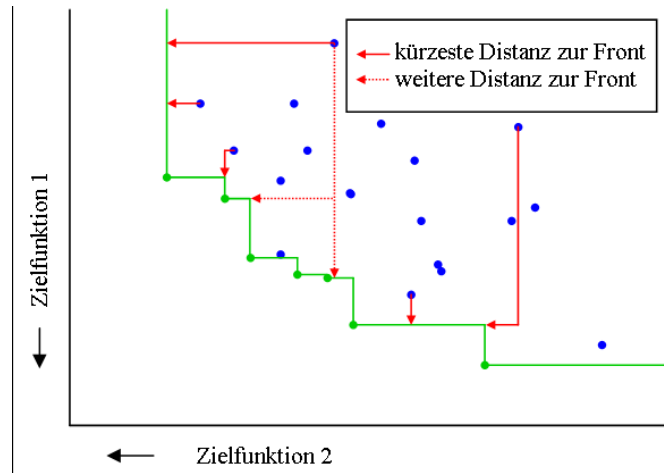 kürzeste Distanz zur Front
weitere Distanz zur Front
Zielfunktion 1
Zielfunktion 2